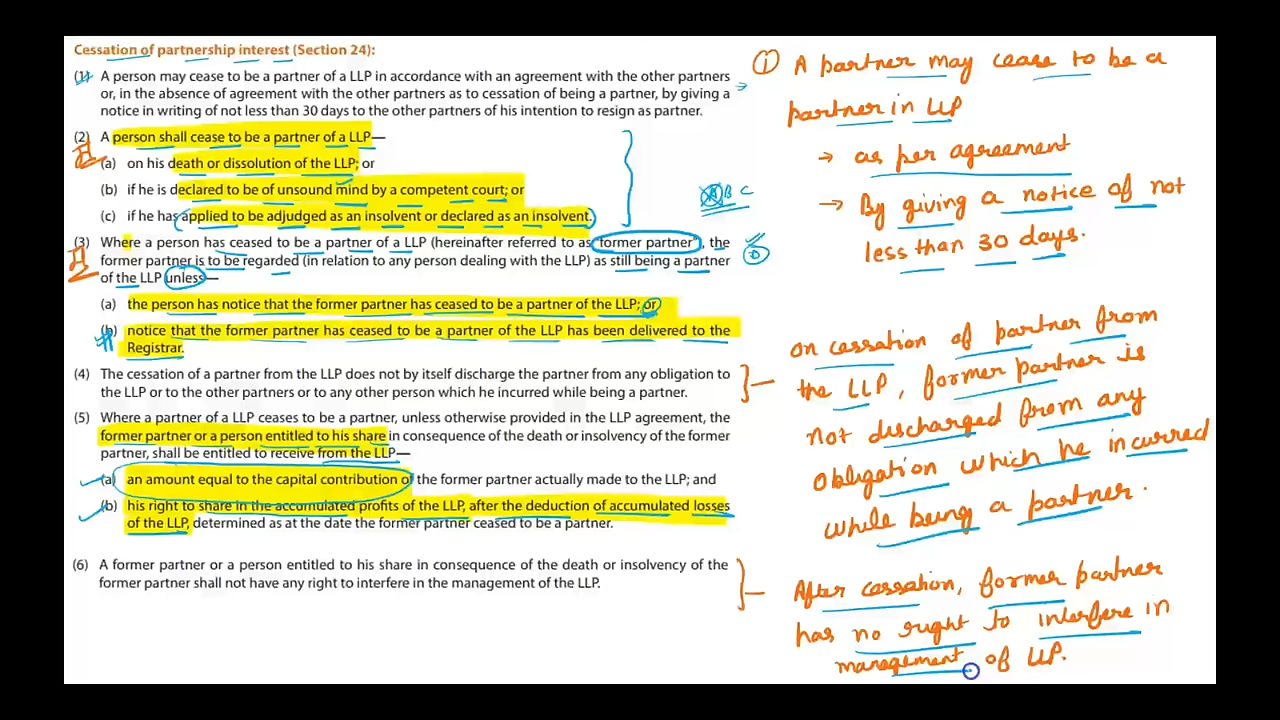 Cessation of partnership interest (Section 24):
(1) A person may cease to be a partner of a LLP in accordance with an agreement with the other partners
or, in the absence of agreement with the other partners as to cessation of being a partner, by giving a
notice in writing of not less than 30 days to the other partners of his intention to resign as partner.
(2) A person shall cease to be a partner of a LLP—
(a) on his death or dissolution of the LLP; or
(b) if he is declared to be of unsound mind by a competent court; or
(c) if he has applied to be adjudged as an insolvent or declared as an insolvent.
(3) Where a person has ceased to be a partner of a LLP (hereinafter referred to as "former partner"), the
former partner is to be regarded (in relation to any person dealing with the LLP) as still being a partner
of the LLP unless—
(a) the person has notice that the former partner has ceased to be a partner of the LLP; or
(b) notice that the former partner has ceased to be a partner of the LLP has been delivered to the
Registrar.
(4) The cessation of a partner from the LLP does not by itself discharge the partner from any obligation to
the LLP or to the other partners or to any other person which he incurred while being a partner.
(5) Where a partner of a LLP ceases to be a partner, unless otherwise provided in the LLP agreement, the
former partner or a person entitled to his share in consequence of the death or insolvency of the former
partner, shall be entitled to receive from the LLP—
(a) an amount equal to the capital contribution of the former partner actually made to the LLP; and
(b) his right to share in the accumulated profits of the LLP, after the deduction of accumulated losses
of the LLP, determined as at the date the former partner ceased to be a partner.
(6) A former partner or a person entitled to his share in consequence of the death or insolvency of the
former partner shall not have any right to interfere in the management of the LLP.
A B C
D
① A partner may cease to be a
partner in LLP
→ as per agreement
→ By giving a notice of not
less than 30 days.
On cessation of partner from
the LLP, former partner is
not discharged from any
obligation which he incurred
while being a partner.
After cessation, former partner
has no right to interfere in
management of LLP.